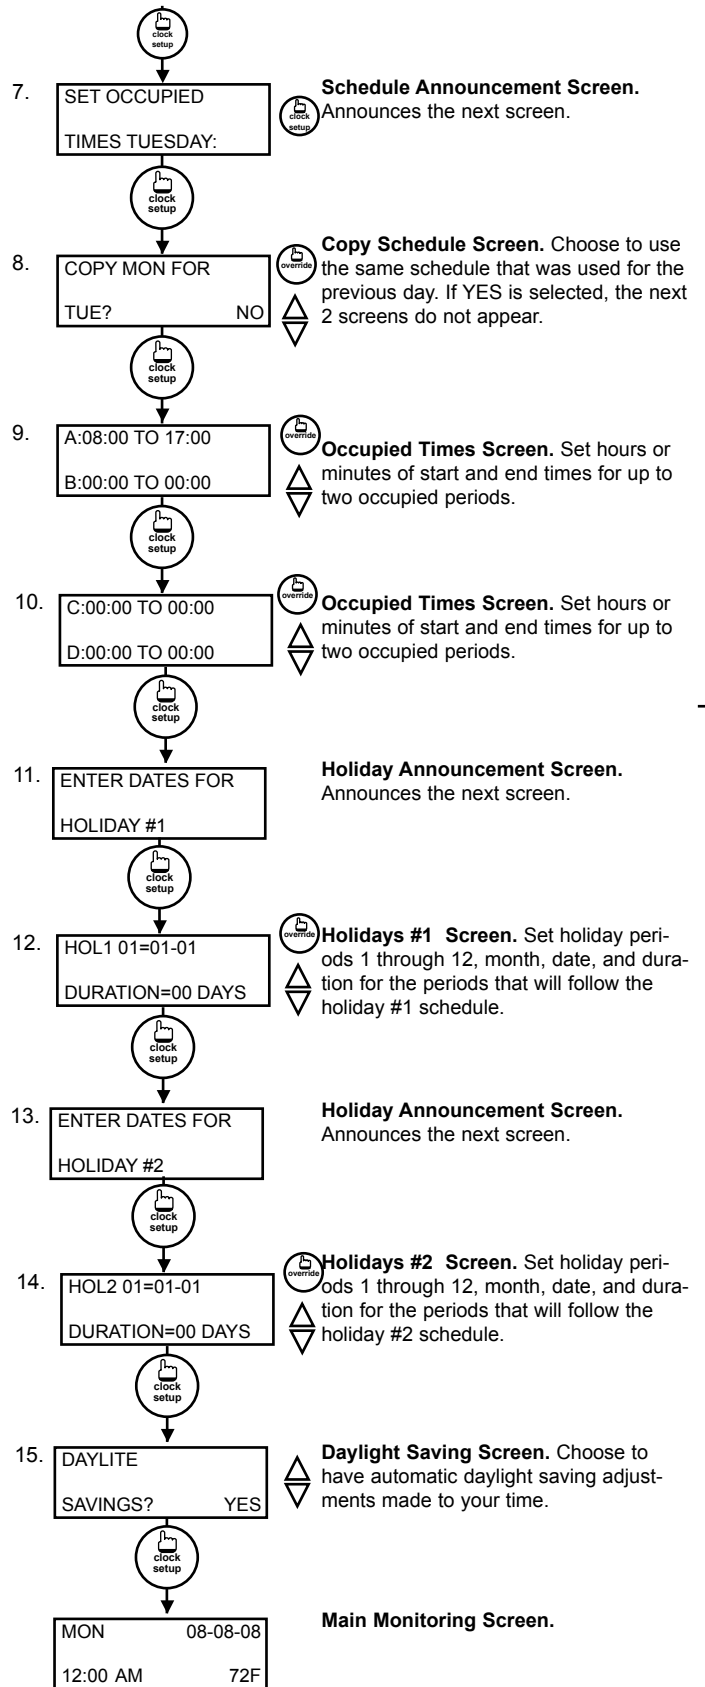 clock
setup
7.
SET OCCUPIED
TIMES TUESDAY:
clock
setup
Schedule Announcement Screen.
Announces the next screen.
clock
setup
8.
COPY MON FOR
TUE? NO
override
Copy Schedule Screen. Choose to use
the same schedule that was used for the
previous day. If YES is selected, the next
2 screens do not appear.
clock
setup
9.
A:08:00 TO 17:00
B:00:00 TO 00:00
override
Occupied Times Screen. Set hours or
minutes of start and end times for up to
two occupied periods.
clock
setup
10.
C:00:00 TO 00:00
D:00:00 TO 00:00
override
Occupied Times Screen. Set hours or
minutes of start and end times for up to
two occupied periods.
clock
setup
11.
ENTER DATES FOR
HOLIDAY #1
Holiday Announcement Screen.
Announces the next screen.
clock
setup
12.
HOL1 01=01-01
DURATION=00 DAYS
override
Holidays #1 Screen. Set holiday peri-
ods 1 through 12, month, date, and dura-
tion for the periods that will follow the
holiday #1 schedule.
clock
setup
13.
ENTER DATES FOR
HOLIDAY #2
Holiday Announcement Screen.
Announces the next screen.
clock
setup
14.
HOL2 01=01-01
DURATION=00 DAYS
override
Holidays #2 Screen. Set holiday peri-
ods 1 through 12, month, date, and dura-
tion for the periods that will follow the
holiday #2 schedule.
clock
setup
15.
DAYLITE
SAVINGS? YES
Daylight Saving Screen. Choose to
have automatic daylight saving adjust-
ments made to your time.
clock
setup
MON 08-08-08
12:00 AM 72F
Main Monitoring Screen.